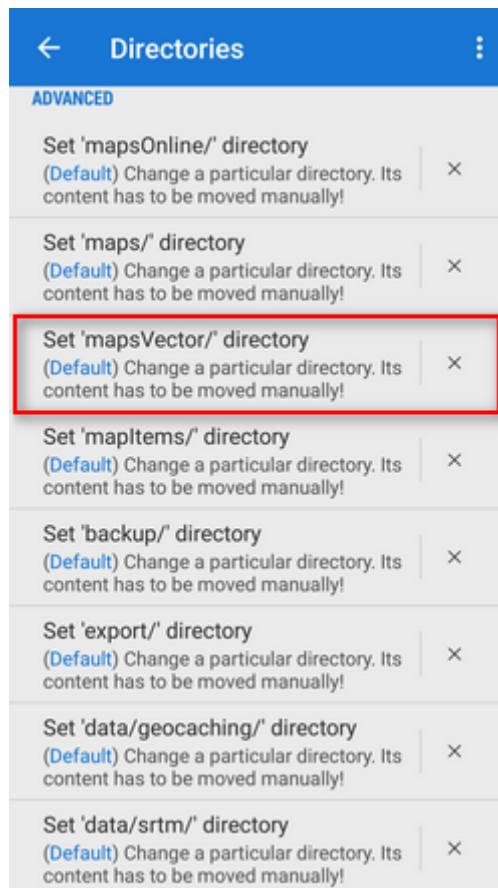 Directories
ADVANCED
Set 'mapsOnline/' directory
(Default) Change a particular directory. Its
content has to be moved manually!
Set 'maps/' directory
(Default) Change a particular directory. Its
content has to be moved manually!
Set 'mapsVector/' directory
(Default) Change a particular directory. Its
content has to be moved manually!
Set 'mapItems/' directory
(Default) Change a particular directory. Its
content has to be moved manually!
Set 'backup/' directory
(Default) Change a particular directory. Its
content has to be moved manually!
Set 'export/' directory
(Default) Change a particular directory. Its
content has to be moved manually!
Set 'data/geocaching/' directory
(Default) Change a particular directory. Its
content has to be moved manually!
Set 'data/srtm/' directory
(Default) Change a particular directory. Its
content has to be moved manually!